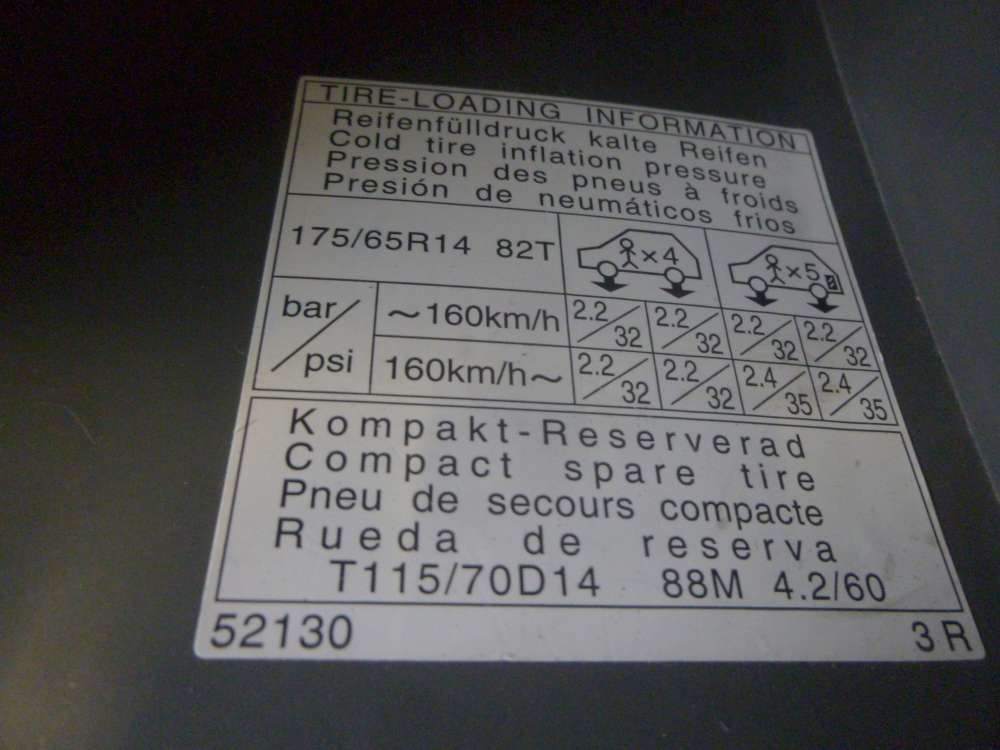 TIRE-LOADING INFORMATION
Reifenfülldruck kalte Reifen
Cold tire inflation pressure
Pression des pneus à froids
Presión de neumáticos frios
175/65R14 82T ×4 ×5
bar/psi
~160km/h 2.2/32 2.2/32 2.2/32 2.2/32
160km/h~ 2.2/32 2.2/32 2.4/35 2.4/35
Kompakt-Reserverad
Compact spare tire
Pneu de secours compacte
Rueda de reserva
T115/70D14 88M 4.2/60
52130 3R